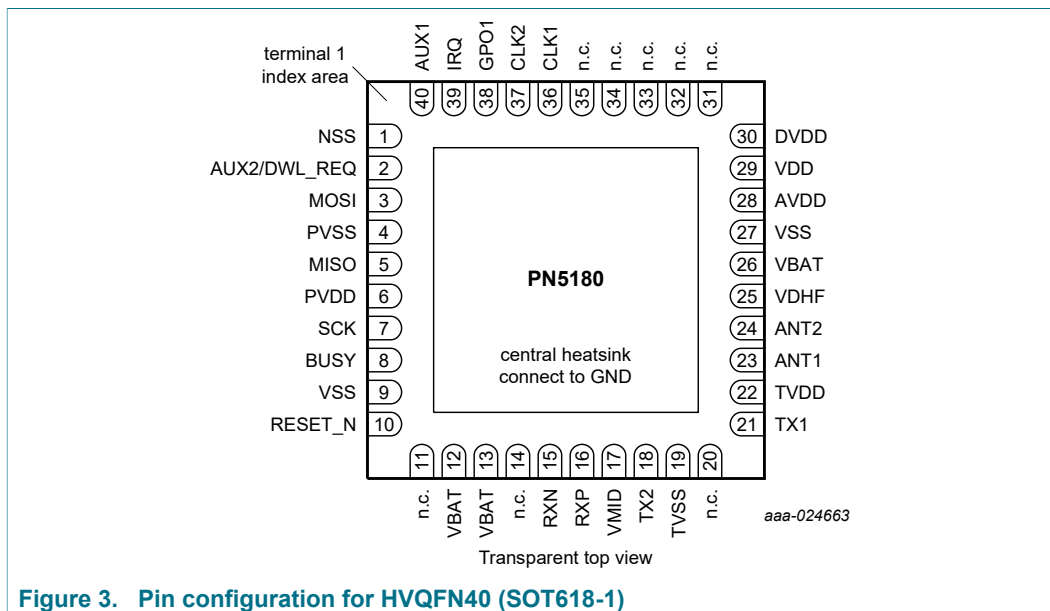 terminal 1
index area
AUX1
IRQ
GPO1
CLK2
CLK1
n.c.
n.c.
n.c.
n.c.
n.c.
40
39
38
37
36
35
34
33
32
31
NSS 1
AUX2/DWL_REQ 2
MOSI 3
PVSS 4
MISO 5
PVDD 6
SCK 7
BUSY 8
VSS 9
RESET_N 10
30 DVDD
29 VDD
28 AVDD
27 VSS
26 VBAT
25 VDHF
24 ANT2
23 ANT1
22 TVDD
21 TX1
PN5180
central heatsink
connect to GND
11
12
13
14
15
16
17
18
19
20
n.c.
VBAT
VBAT
n.c.
RXN
RXP
VMID
TX2
TVSS
n.c.
aaa-024663
Transparent top view
Figure 3. Pin configuration for HVQFN40 (SOT618-1)